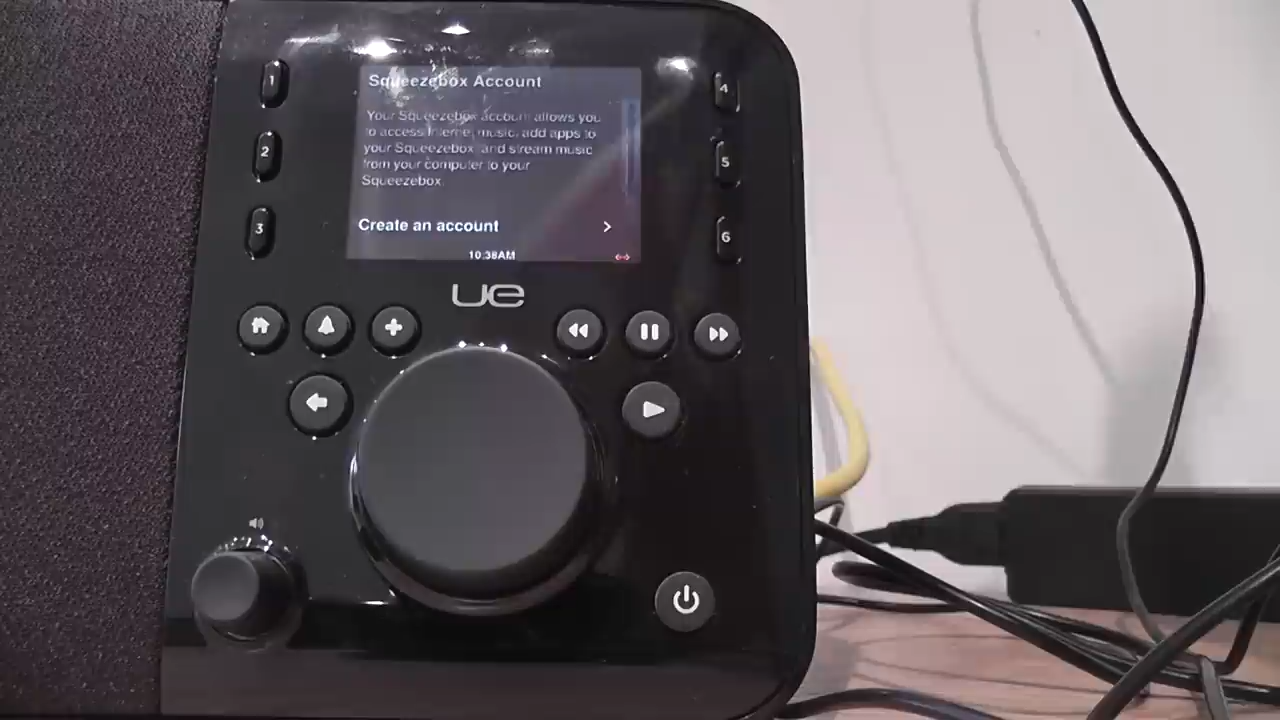 Squeezebox Account
Your Squeezebox account allows you
to access Internet music, add apps to
your Squeezebox, and stream music
from your computer to your
Squeezebox.
Create an account
10:38AM
ue
1
2
3
4
5
6